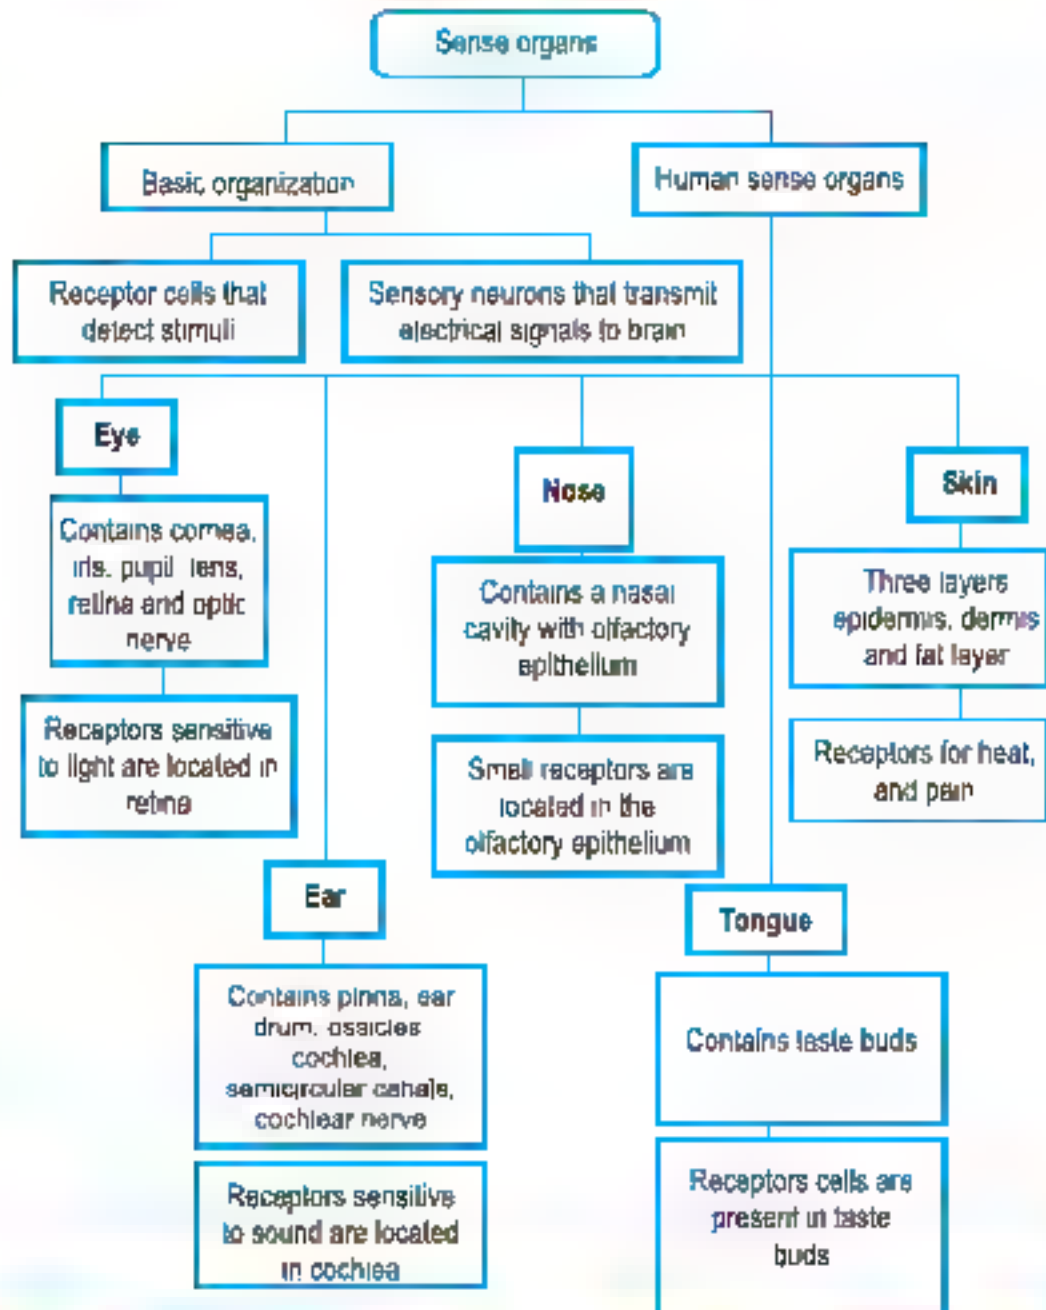 Sense organs
Basic organization
Human sense organs
Receptor cells that
detect stimuli
Sensory neurons that transmit
electrical signals to brain
Eye
Contains cornea,
iris, pupil lens,
retina and optic
nerve
Receptors sensitive
to light are located in
retina
Nose
Contains a nasal
cavity with olfactory
epithelium
Small receptors are
located in the
olfactory epithelium
Skin
Three layers
epidermis, dermis
and fat layer
Receptors for heat,
and pain
Ear
Contains pinna, ear
drum, ossicles
cochlea,
semicircular canals,
cochlear nerve
Receptors sensitive
to sound are located
in cochlea
Tongue
Contains taste buds
Receptors cells are
present in taste
buds